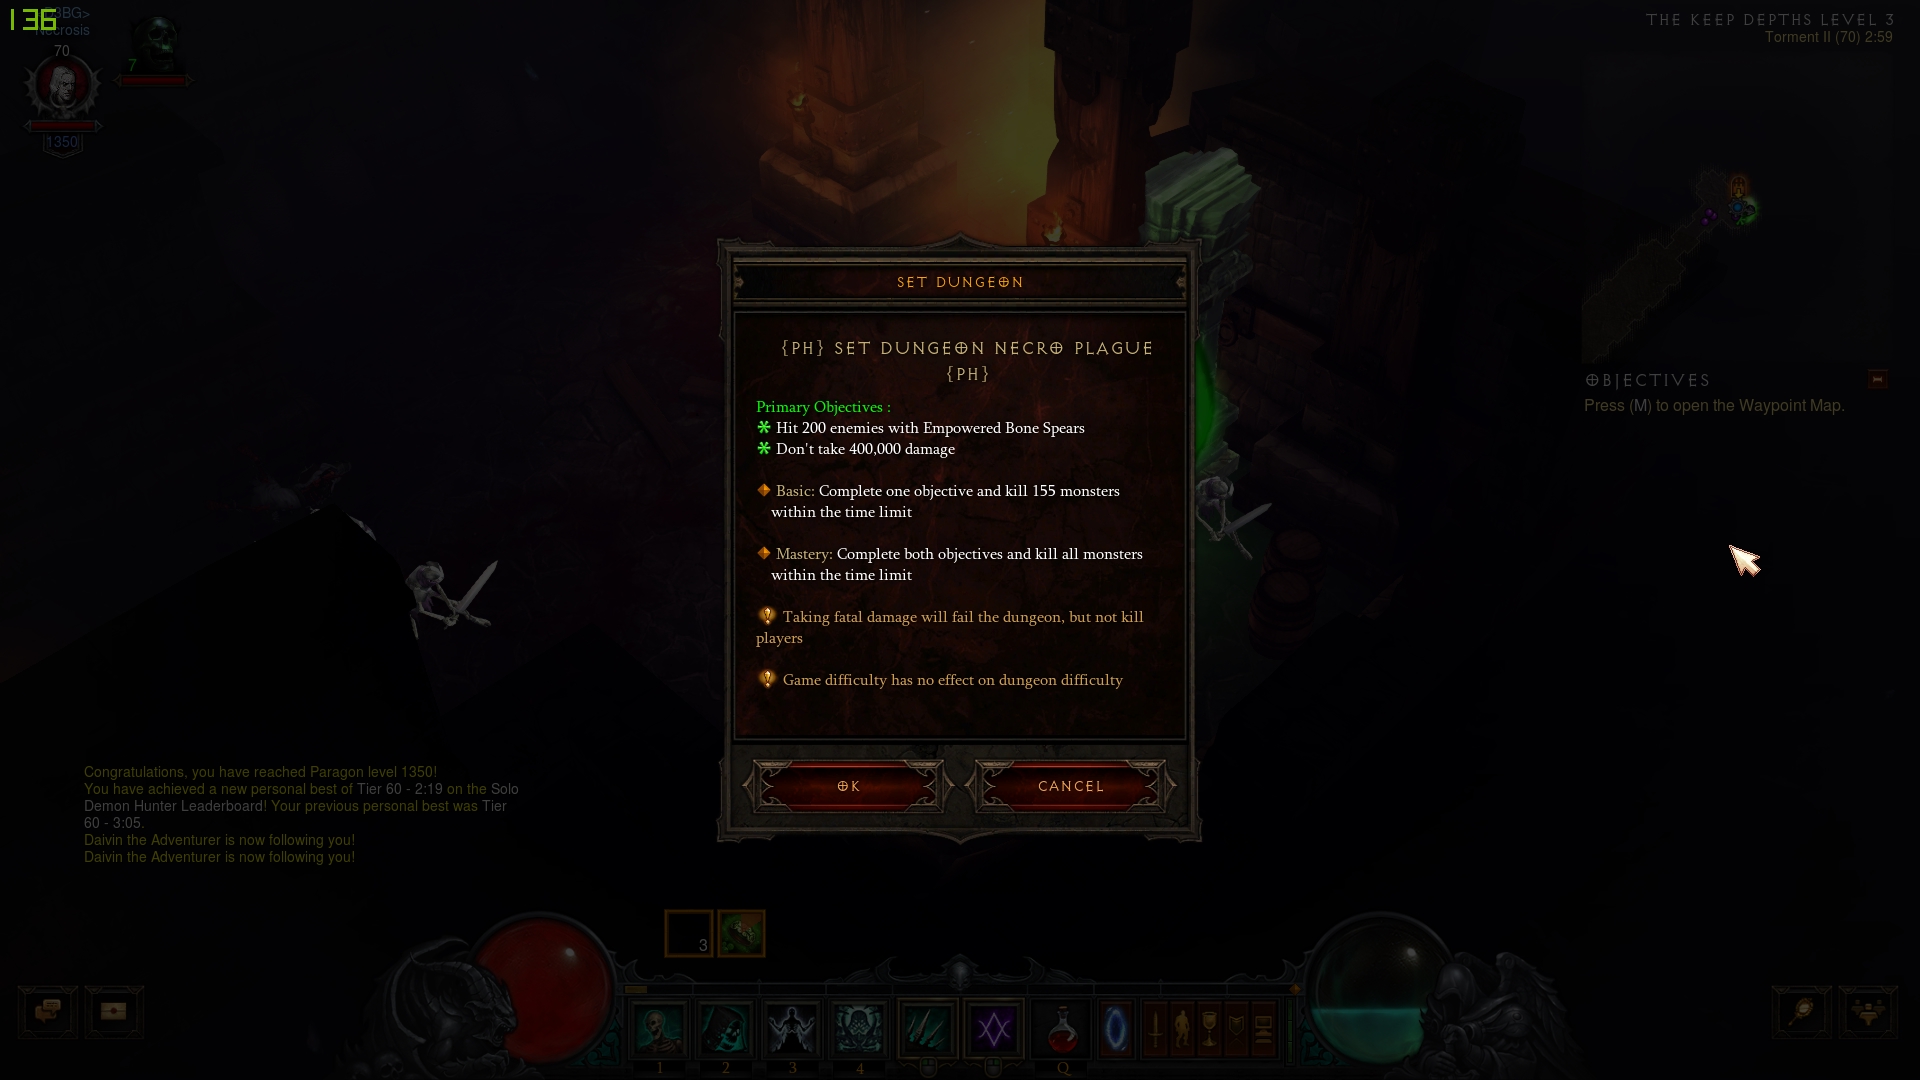 136
D3BG>
Necrosis
70
7
1350
THE KEEP DEPTHS LEVEL 3
Torment II (70) 2:59
SET DUNGEON
{PH} SET DUNGEON NECRO PLAGUE
{PH}
Primary Objectives :
Hit 200 enemies with Empowered Bone Spears
Don't take 400,000 damage
Basic: Complete one objective and kill 155 monsters
within the time limit
Mastery: Complete both objectives and kill all monsters
within the time limit
Taking fatal damage will fail the dungeon, but not kill
players
Game difficulty has no effect on dungeon difficulty
OK
CANCEL
OBJECTIVES
Press (M) to open the Waypoint Map.
Congratulations, you have reached Paragon level 1350!
You have achieved a new personal best of Tier 60 - 2:19 on the Solo
Demon Hunter Leaderboard! Your previous personal best was Tier
60 - 3:05.
Daivin the Adventurer is now following you!
Daivin the Adventurer is now following you!
3
1 2 3 4 Q